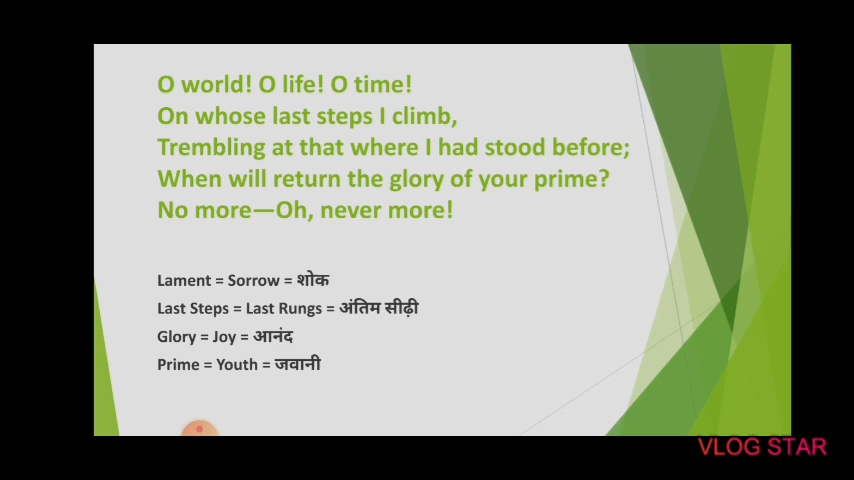 O world! O life! O time!
On whose last steps I climb,
Trembling at that where I had stood before;
When will return the glory of your prime?
No more—Oh, never more!
Lament = Sorrow = शोक
Last Steps = Last Rungs = अंतिम सीढ़ी
Glory = Joy = आनंद
Prime = Youth = जवानी
VLOG STAR